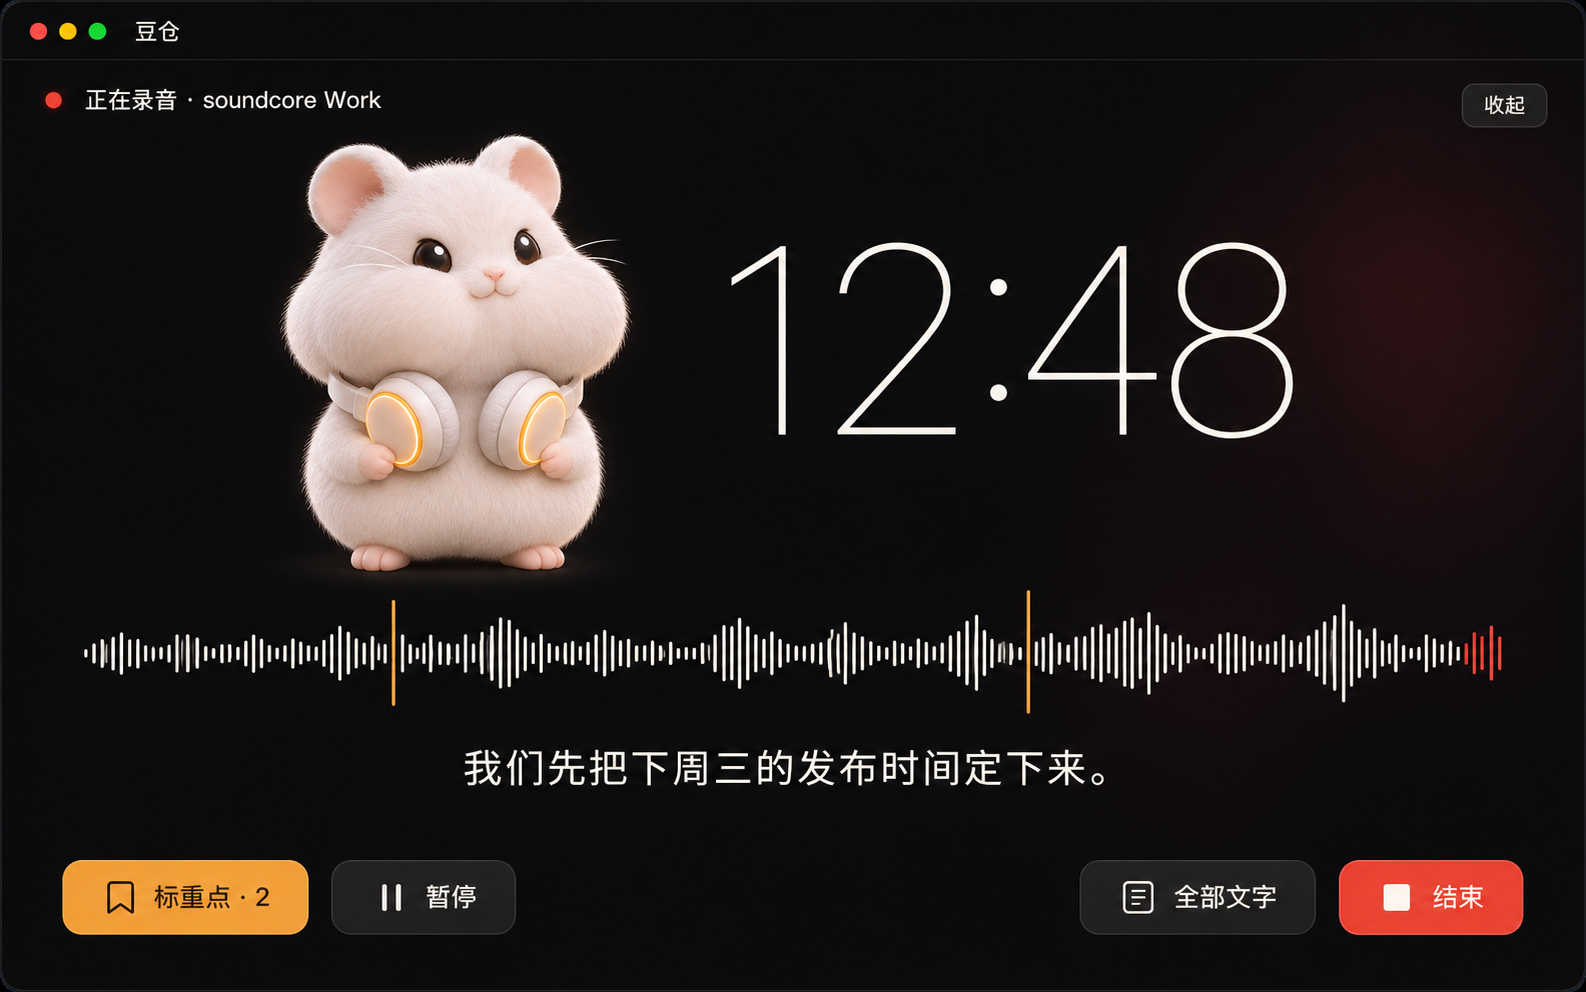 豆仓
正在录音 · soundcore Work
收起
12:48
我们先把下周三的发布时间定下来。
标重点 · 2
暂停
全部文字
结束